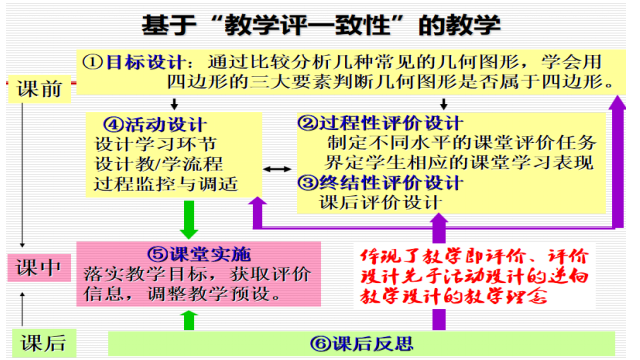 基于“教学评一致性”的教学
①目标设计：通过比较分析几种常见的几何图形，学会用
四边形的三大要素判断几何图形是否属于四边形。
课前
④活动设计
设计学习环节
设计教/学流程
过程监控与调适
②过程性评价设计
制定不同水平的课堂评价任务
界定学生相应的课堂学习表现
③终结性评价设计
课后评价设计
课中
⑤课堂实施
落实教学目标，获取评价
信息，调整教学预设。
体现了教学即评价、评价
设计先于活动设计的逆向
教学设计的教学理念
课后
⑥课后反思